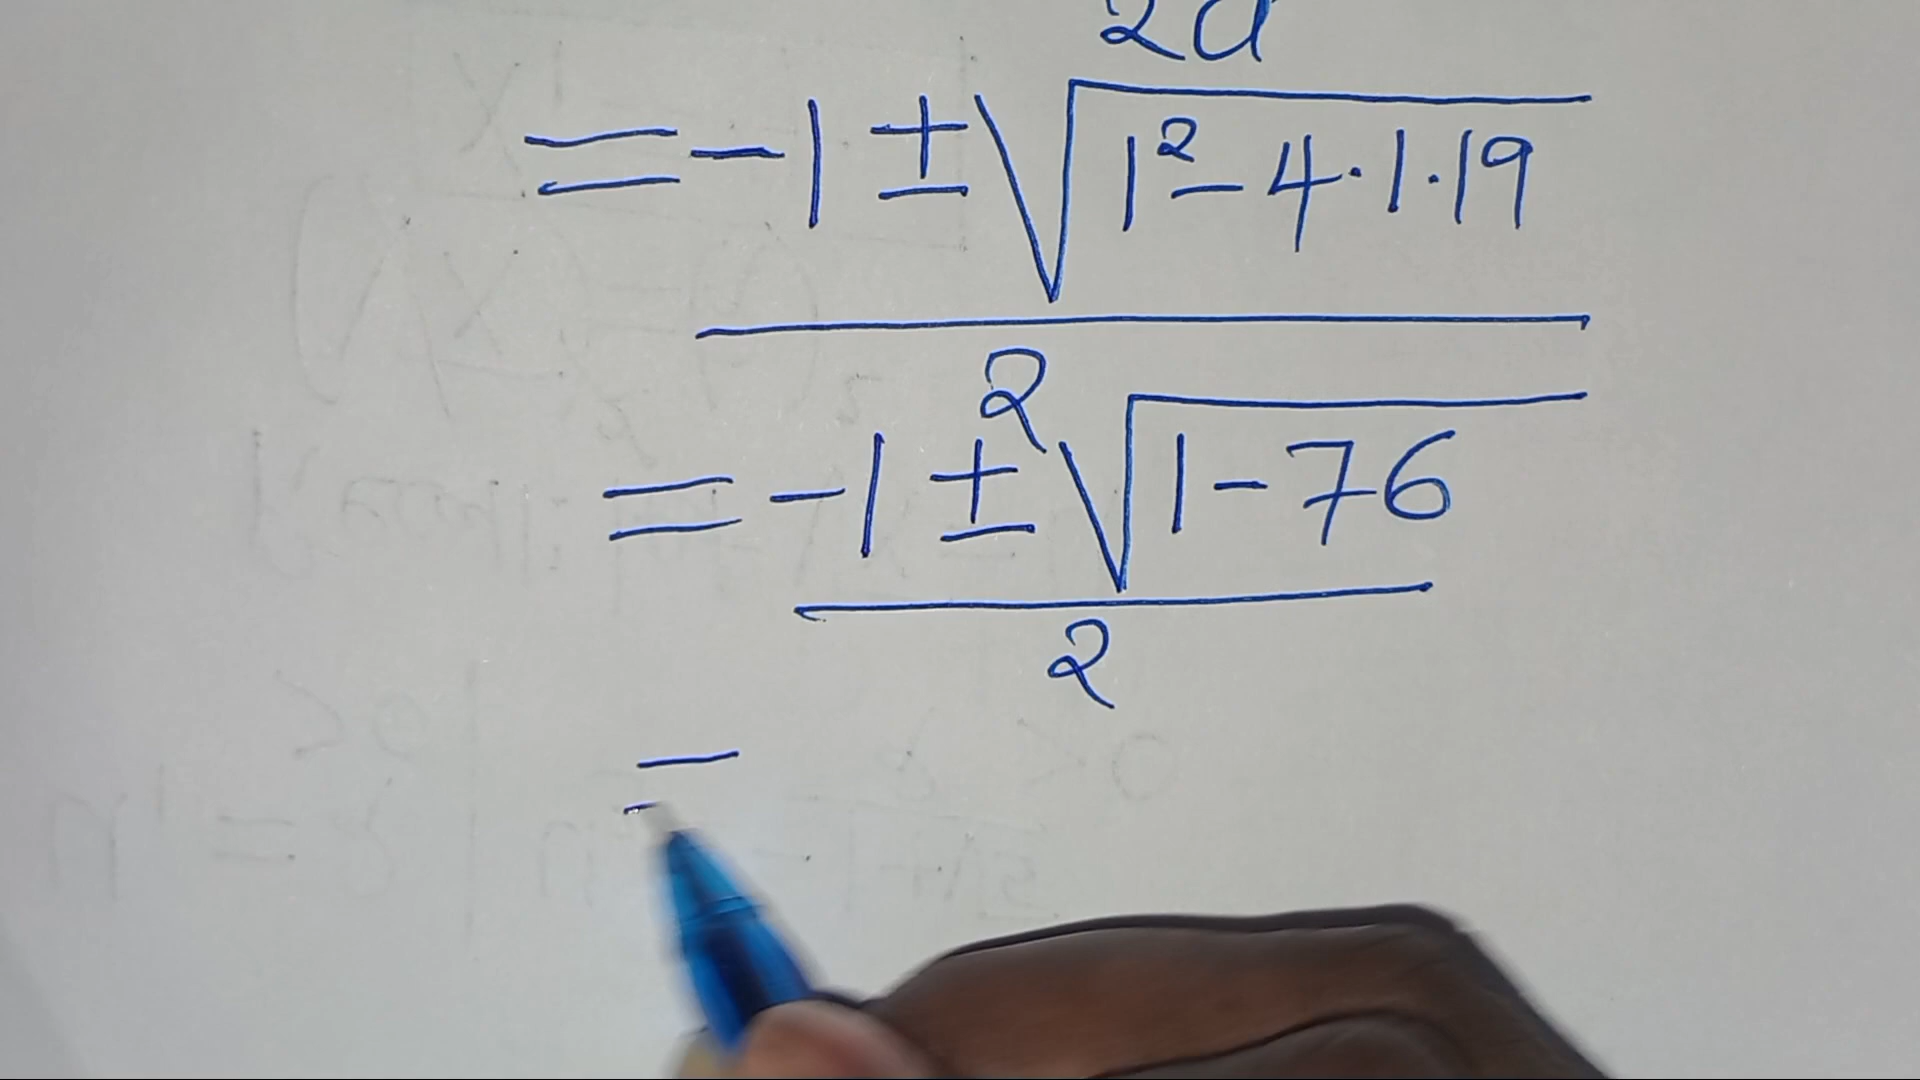 2a
= -1 ± √1² - 4·1·19
2
= -1 ± √1 - 76
2
=